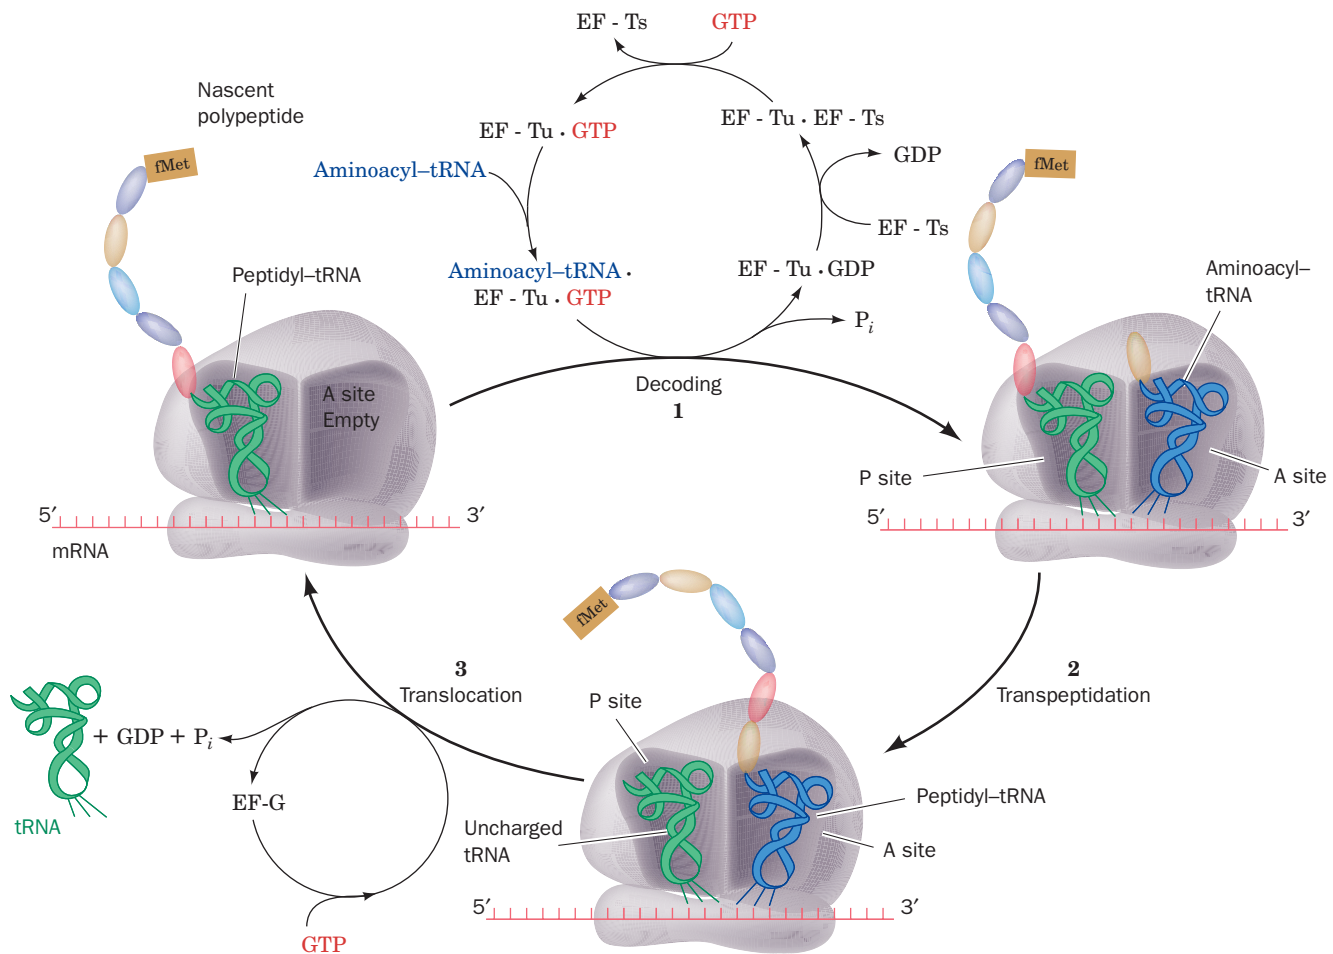 EF - Ts
GTP
Nascent
polypeptide
EF - Tu · GTP
EF - Tu · EF - Ts
fMet
Aminoacyl–tRNA
GDP
fMet
EF - Ts
Peptidyl–tRNA
Aminoacyl–tRNA ·
EF - Tu · GTP
EF - Tu · GDP
Aminoacyl–
tRNA
Pi
A site
Empty
Decoding
1
P site
A site
5′
3′
mRNA
5′
3′
fMet
3
Translocation
2
Transpeptidation
P site
+ GDP + Pi
EF-G
tRNA
Uncharged
tRNA
Peptidyl–tRNA
A site
5′
3′
GTP